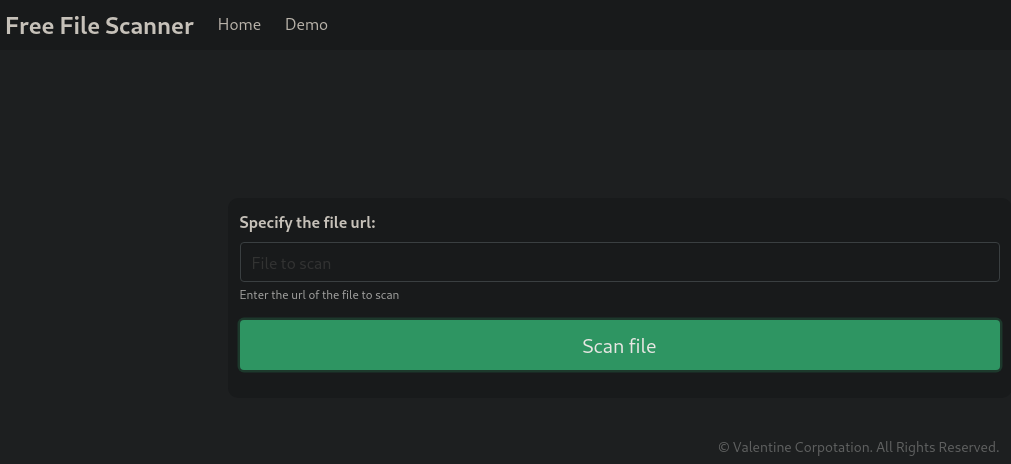 Free File Scanner Home Demo
Specify the file url:
File to scan
Enter the url of the file to scan
Scan file
© Valentine Corpotation. All Rights Reserved.